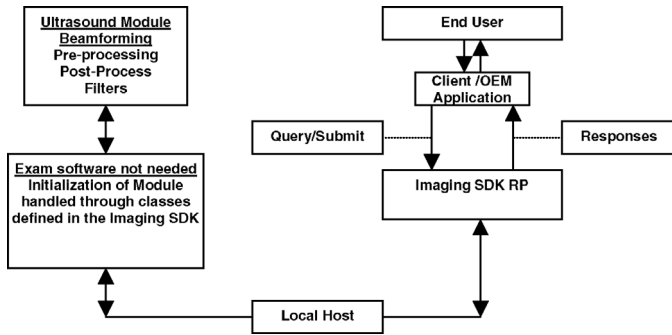 Ultrasound Module
Beamforming
Pre-processing
Post-Process
Filters
End User
Client /OEM
Application
Query/Submit
Responses
Exam software not needed
Initialization of Module
handled through classes
defined in the Imaging SDK
Imaging SDK RP
Local Host